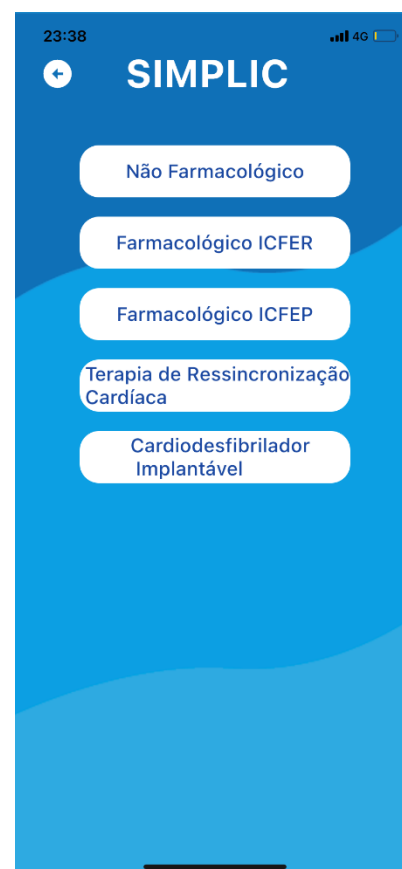 23:38
4G
SIMPLIC
Não Farmacológico
Farmacológico ICFER
Farmacológico ICFEP
Terapia de Ressincronização
Cardíaca
Cardiodesfibrilador
Implantável